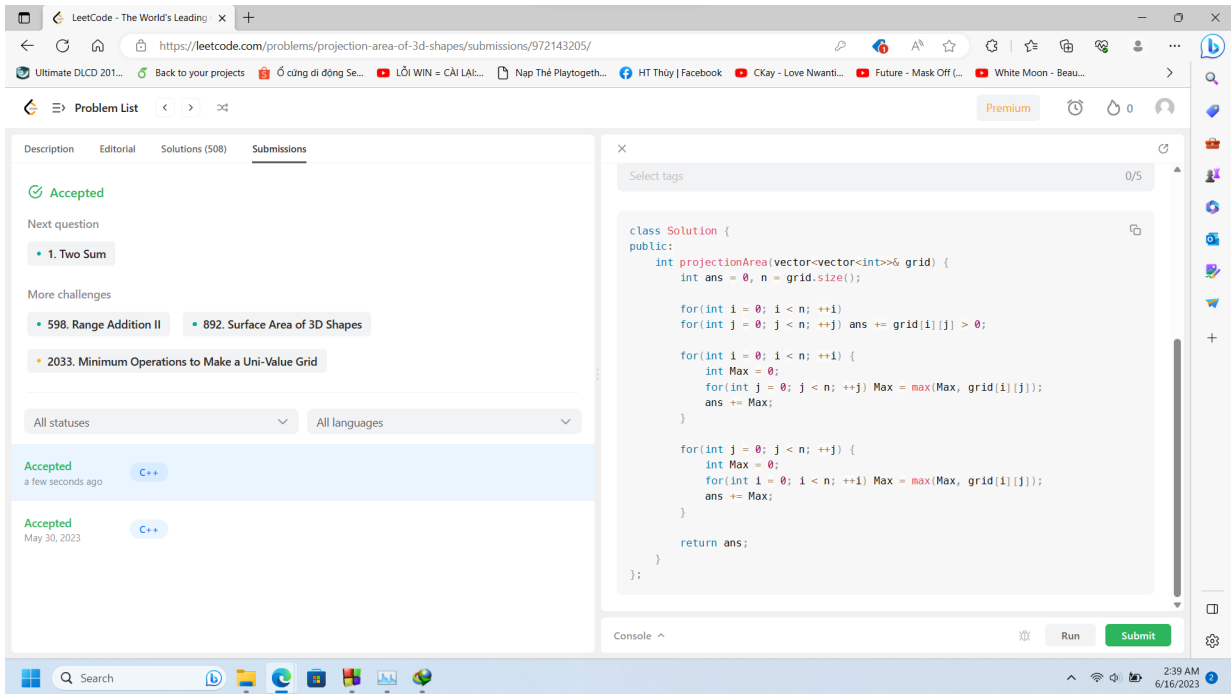 LeetCode - The World's Leading
https://leetcode.com/problems/projection-area-of-3d-shapes/submissions/972143205/
6
Ultimate DLCD 201...
Back to your projects
Ổ cứng di động Se...
LỖI WIN = CÀI LẠI:...
Nạp Thẻ Playtogeth...
HT Thùy | Facebook
CKay - Love Nwanti...
Future - Mask Off (...
White Moon - Beau...
Problem List
Premium
0
Description Editorial Solutions (508) Submissions
Accepted
Next question
1. Two Sum
More challenges
598. Range Addition II
892. Surface Area of 3D Shapes
2033. Minimum Operations to Make a Uni-Value Grid
All statuses
All languages
Accepted
C++
a few seconds ago
Accepted
C++
May 30, 2023
Select tags
0/5
class Solution {
public:
    int projectionArea(vector<vector<int>>& grid) {
        int ans = 0, n = grid.size();
        for(int i = 0; i < n; ++i)
        for(int j = 0; j < n; ++j) ans += grid[i][j] > 0;
        for(int i = 0; i < n; ++i) {
            int Max = 0;
            for(int j = 0; j < n; ++j) Max = max(Max, grid[i][j]);
            ans += Max;
        }
        for(int j = 0; j < n; ++j) {
            int Max = 0;
            for(int i = 0; i < n; ++i) Max = max(Max, grid[i][j]);
            ans += Max;
        }
        return ans;
    }
};
Console
Run
Submit
Search
2:39 AM
6/16/2023
2